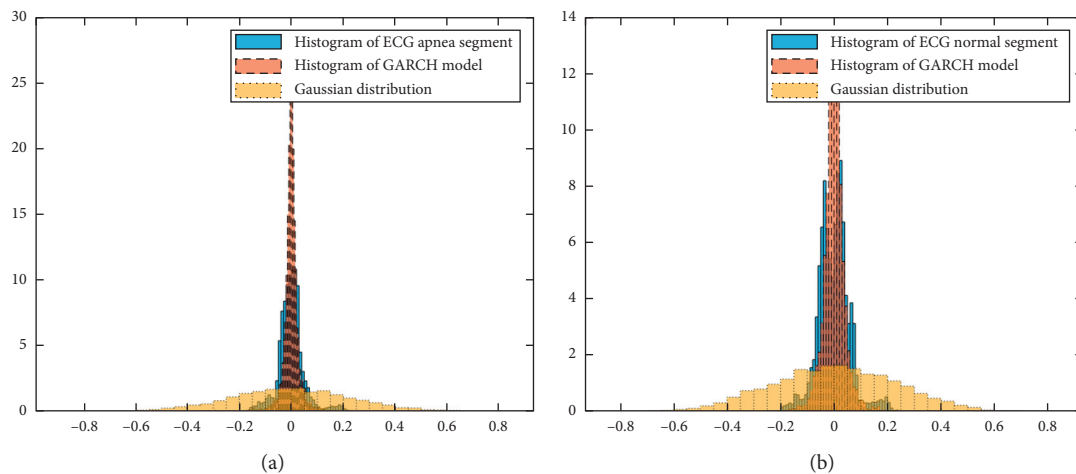 30
25
20
15
10
5
0
Histogram of ECG apnea segment
Histogram of GARCH model
Gaussian distribution
−0.8 −0.6 −0.4 −0.2 0 0.2 0.4 0.6 0.8
(a)
14
12
10
8
6
4
2
0
Histogram of ECG normal segment
Histogram of GARCH model
Gaussian distribution
−0.8 −0.6 −0.4 −0.2 0 0.2 0.4 0.6 0.8
(b)